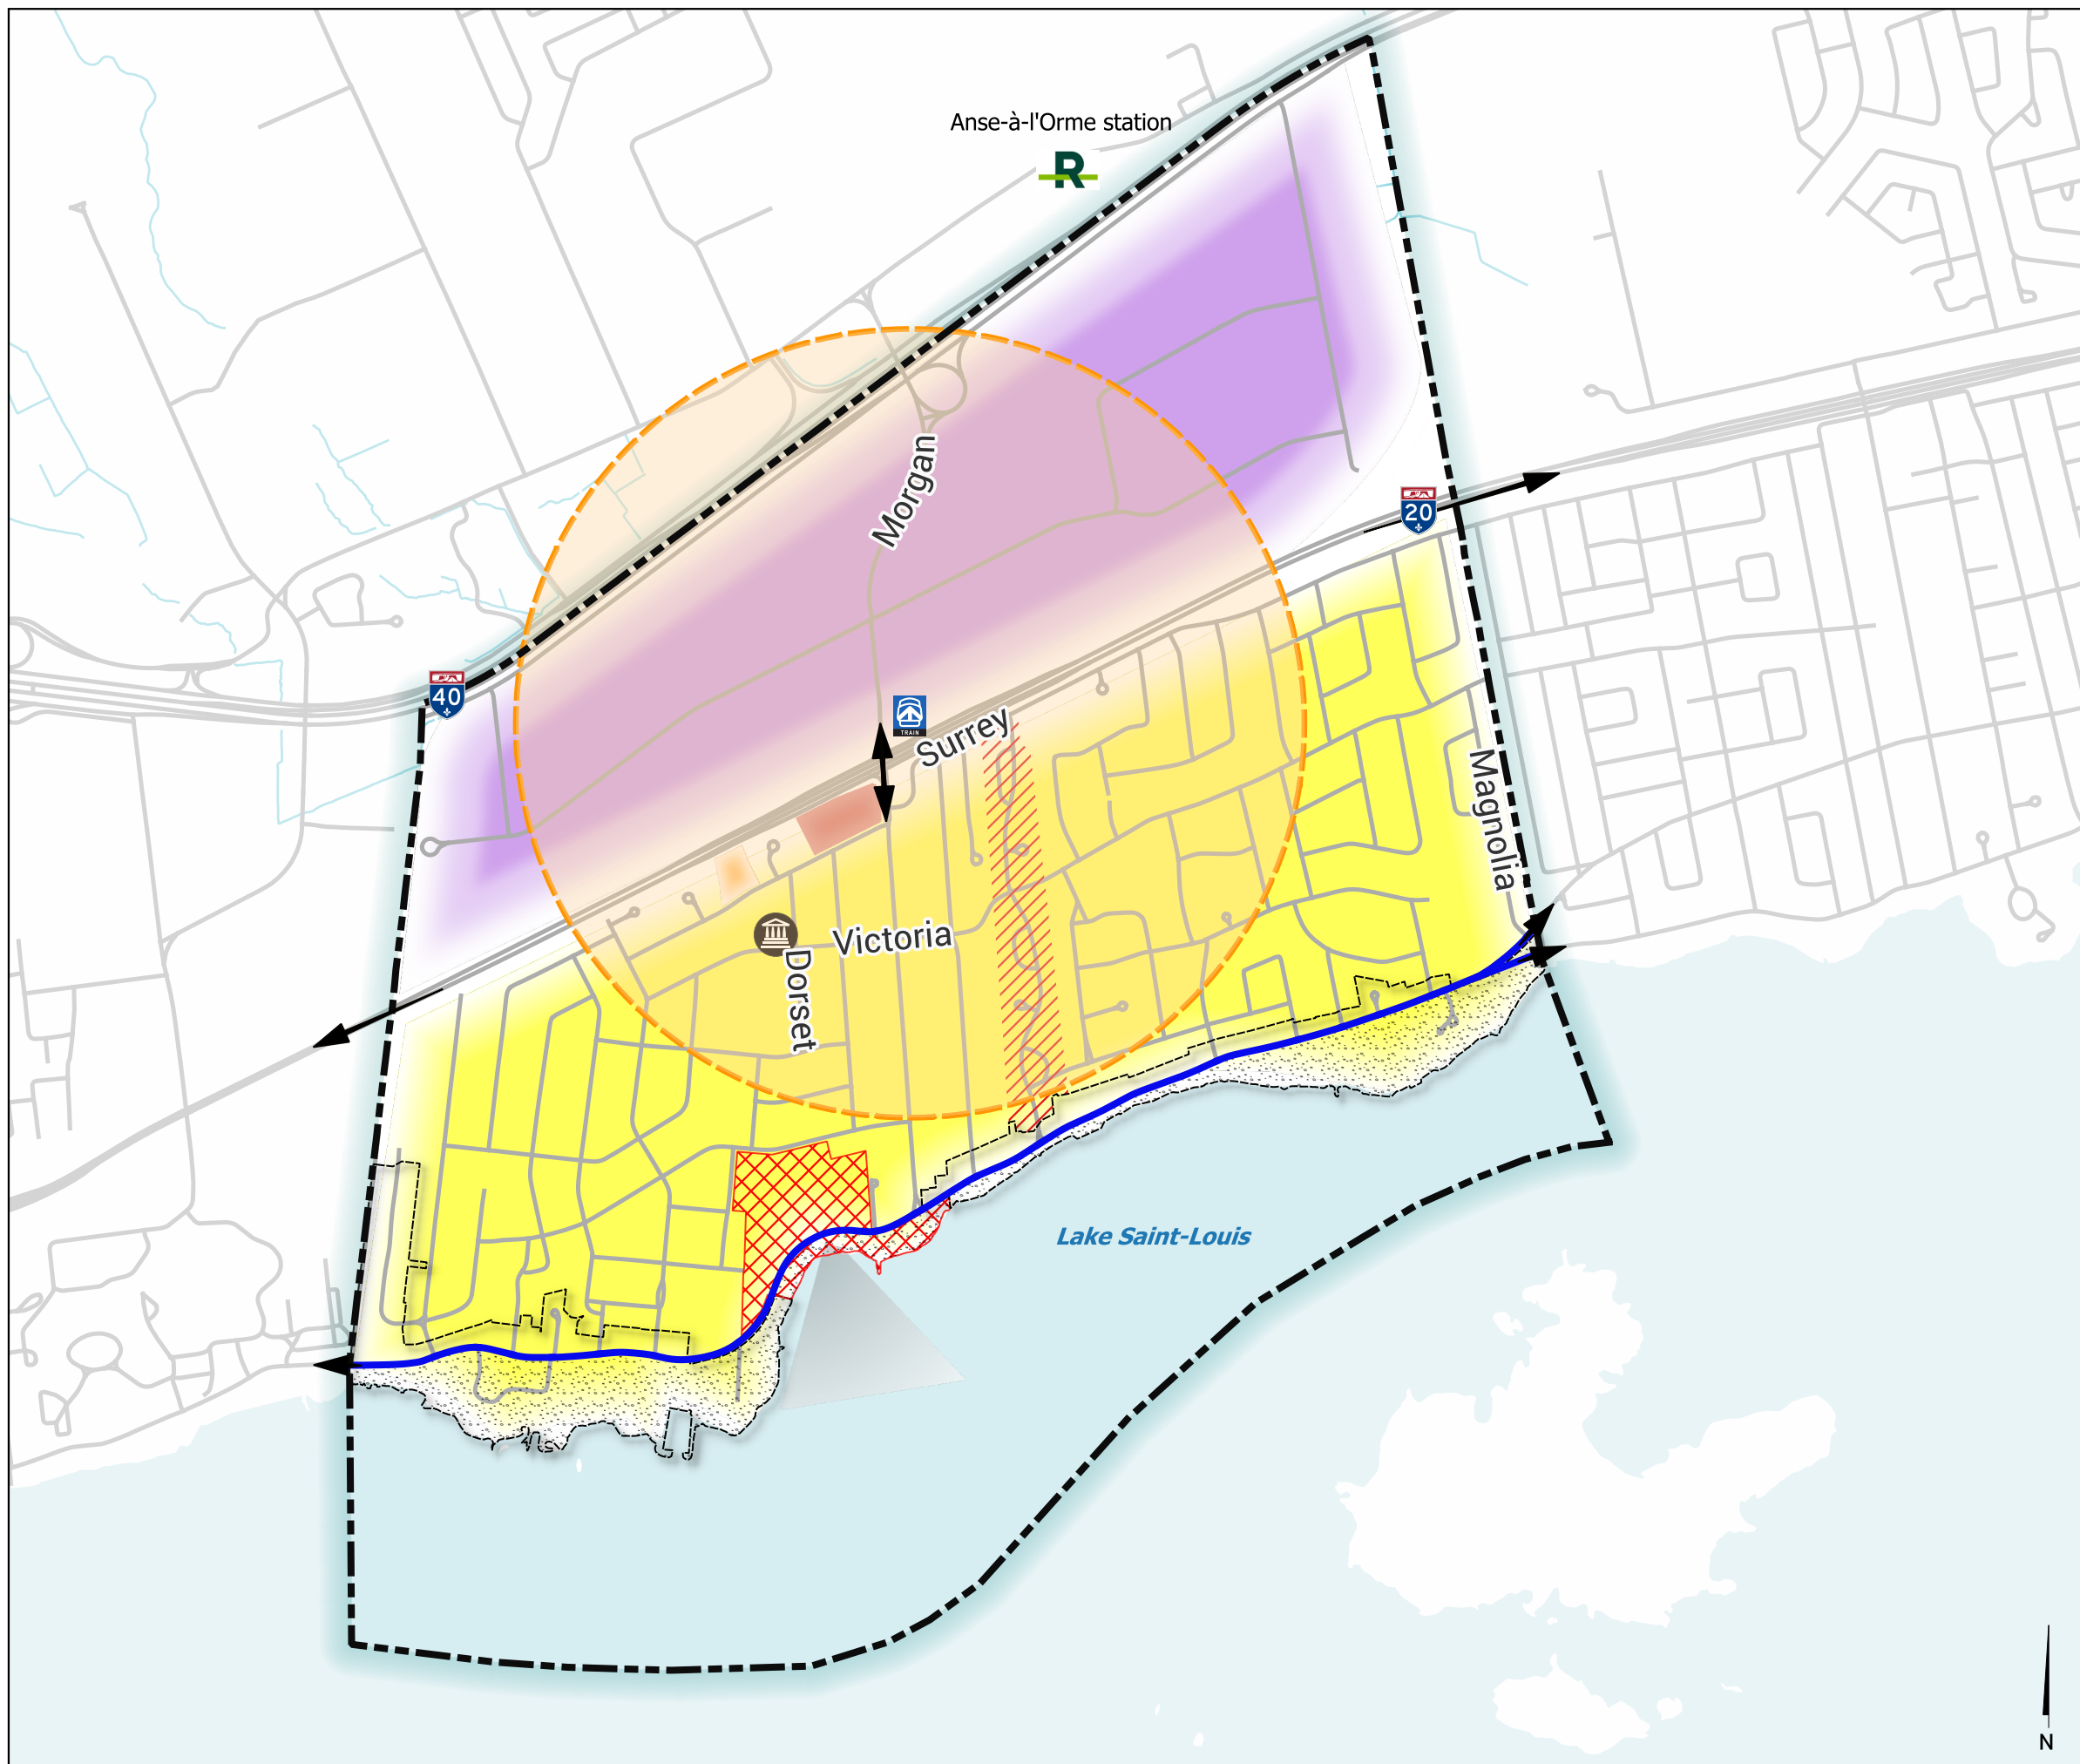 Anse-à-l'Orme station
R
Morgan
20
40
TRAIN
Surrey
Magnolia
Victoria
Dorset
Lake Saint-Louis
N